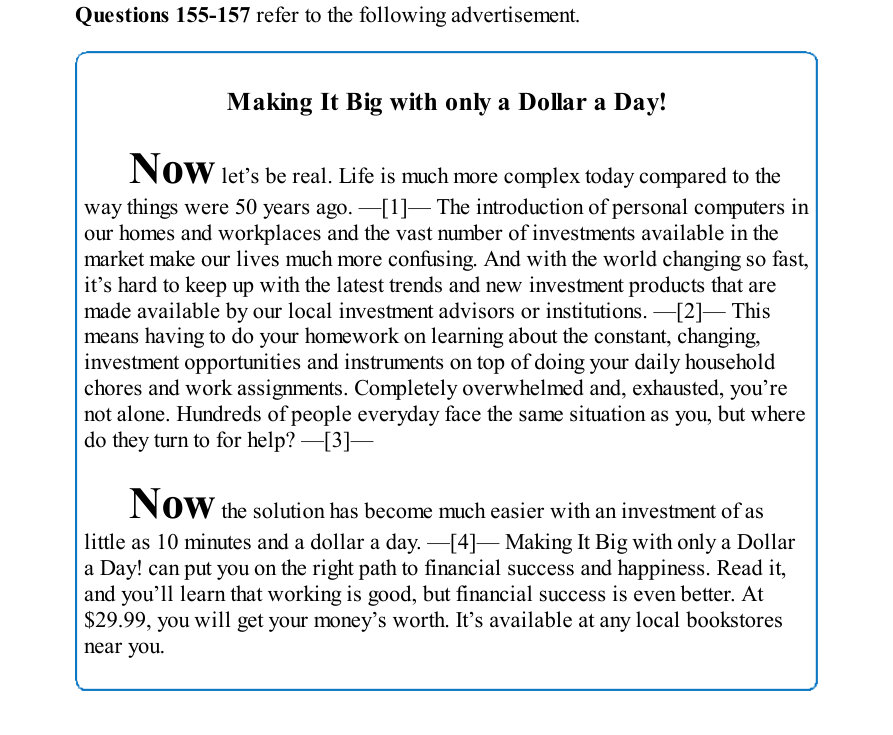 Questions 155-157 refer to the following advertisement.
Making It Big with only a Dollar a Day!
Now let’s be real. Life is much more complex today compared to the
way things were 50 years ago. —[1]— The introduction of personal computers in
our homes and workplaces and the vast number of investments available in the
market make our lives much more confusing. And with the world changing so fast,
it’s hard to keep up with the latest trends and new investment products that are
made available by our local investment advisors or institutions. —[2]— This
means having to do your homework on learning about the constant, changing,
investment opportunities and instruments on top of doing your daily household
chores and work assignments. Completely overwhelmed and, exhausted, you’re
not alone. Hundreds of people everyday face the same situation as you, but where
do they turn to for help? —[3]—
Now the solution has become much easier with an investment of as
little as 10 minutes and a dollar a day. —[4]— Making It Big with only a Dollar
a Day! can put you on the right path to financial success and happiness. Read it,
and you’ll learn that working is good, but financial success is even better. At
$29.99, you will get your money’s worth. It’s available at any local bookstores
near you.